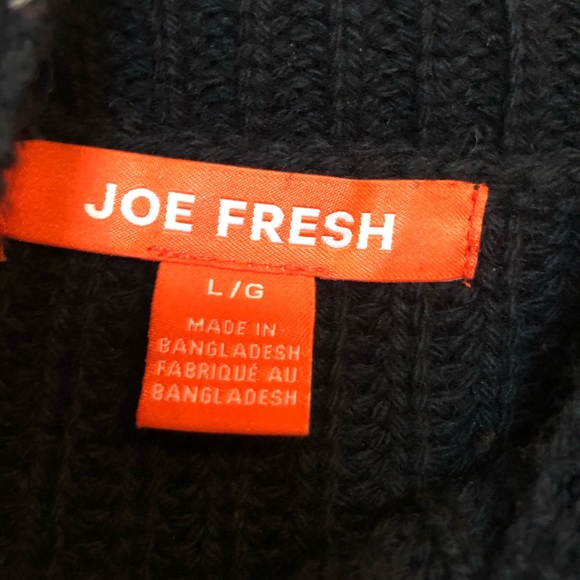 JOE FRESH
L/G
MADE IN
BANGLADESH
FABRIQUÉ AU
BANGLADESH